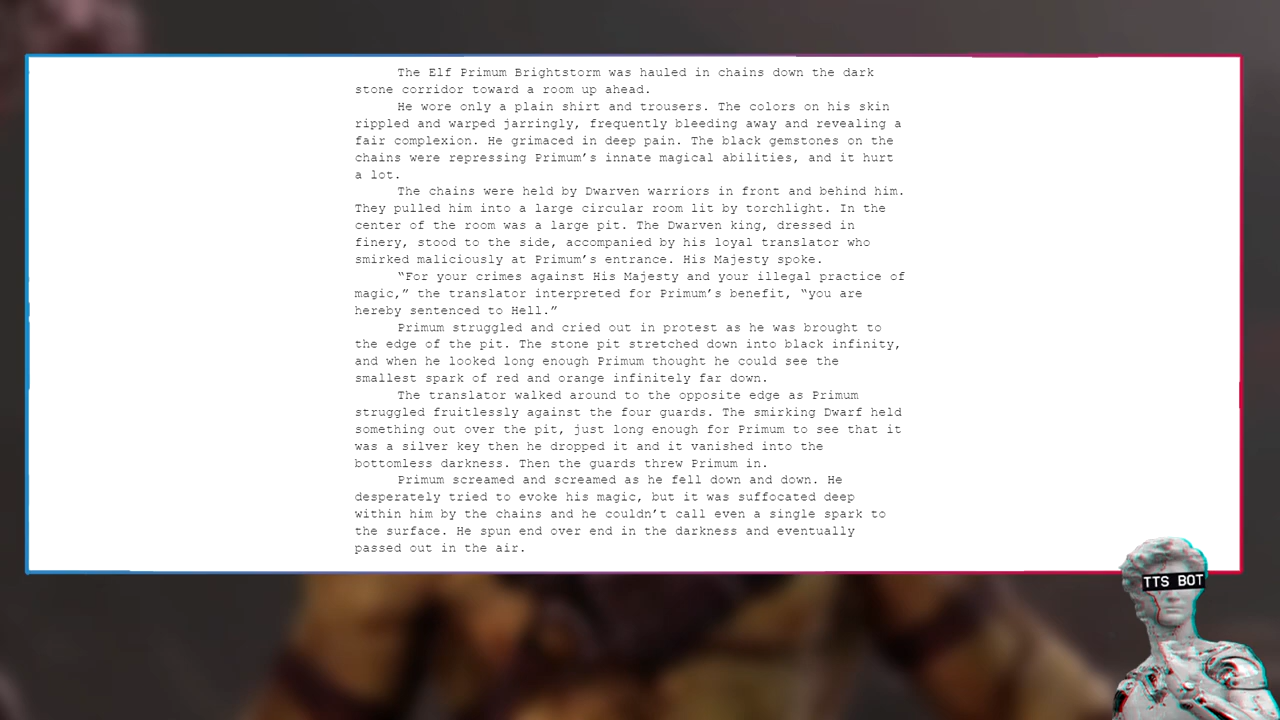 The Elf Primum Brightstorm was hauled in chains down the dark
stone corridor toward a room up ahead.
He wore only a plain shirt and trousers. The colors on his skin
rippled and warped jarringly, frequently bleeding away and revealing a
fair complexion. He grimaced in deep pain. The black gemstones on the
chains were repressing Primum’s innate magical abilities, and it hurt
a lot.
The chains were held by Dwarven warriors in front and behind him.
They pulled him into a large circular room lit by torchlight. In the
center of the room was a large pit. The Dwarven king, dressed in
finery, stood to the side, accompanied by his loyal translator who
smirked maliciously at Primum’s entrance. His Majesty spoke.
“For your crimes against His Majesty and your illegal practice of
magic,” the translator interpreted for Primum’s benefit, “you are
hereby sentenced to Hell.”
Primum struggled and cried out in protest as he was brought to
the edge of the pit. The stone pit stretched down into black infinity,
and when he looked long enough Primum thought he could see the
smallest spark of red and orange infinitely far down.
The translator walked around to the opposite edge as Primum
struggled fruitlessly against the four guards. The smirking Dwarf held
something out over the pit, just long enough for Primum to see that it
was a silver key then he dropped it and it vanished into the
bottomless darkness. Then the guards threw Primum in.
Primum screamed and screamed as he fell down and down. He
desperately tried to evoke his magic, but it was suffocated deep
within him by the chains and he couldn’t call even a single spark to
the surface. He spun end over end in the darkness and eventually
passed out in the air.
TTS BOT